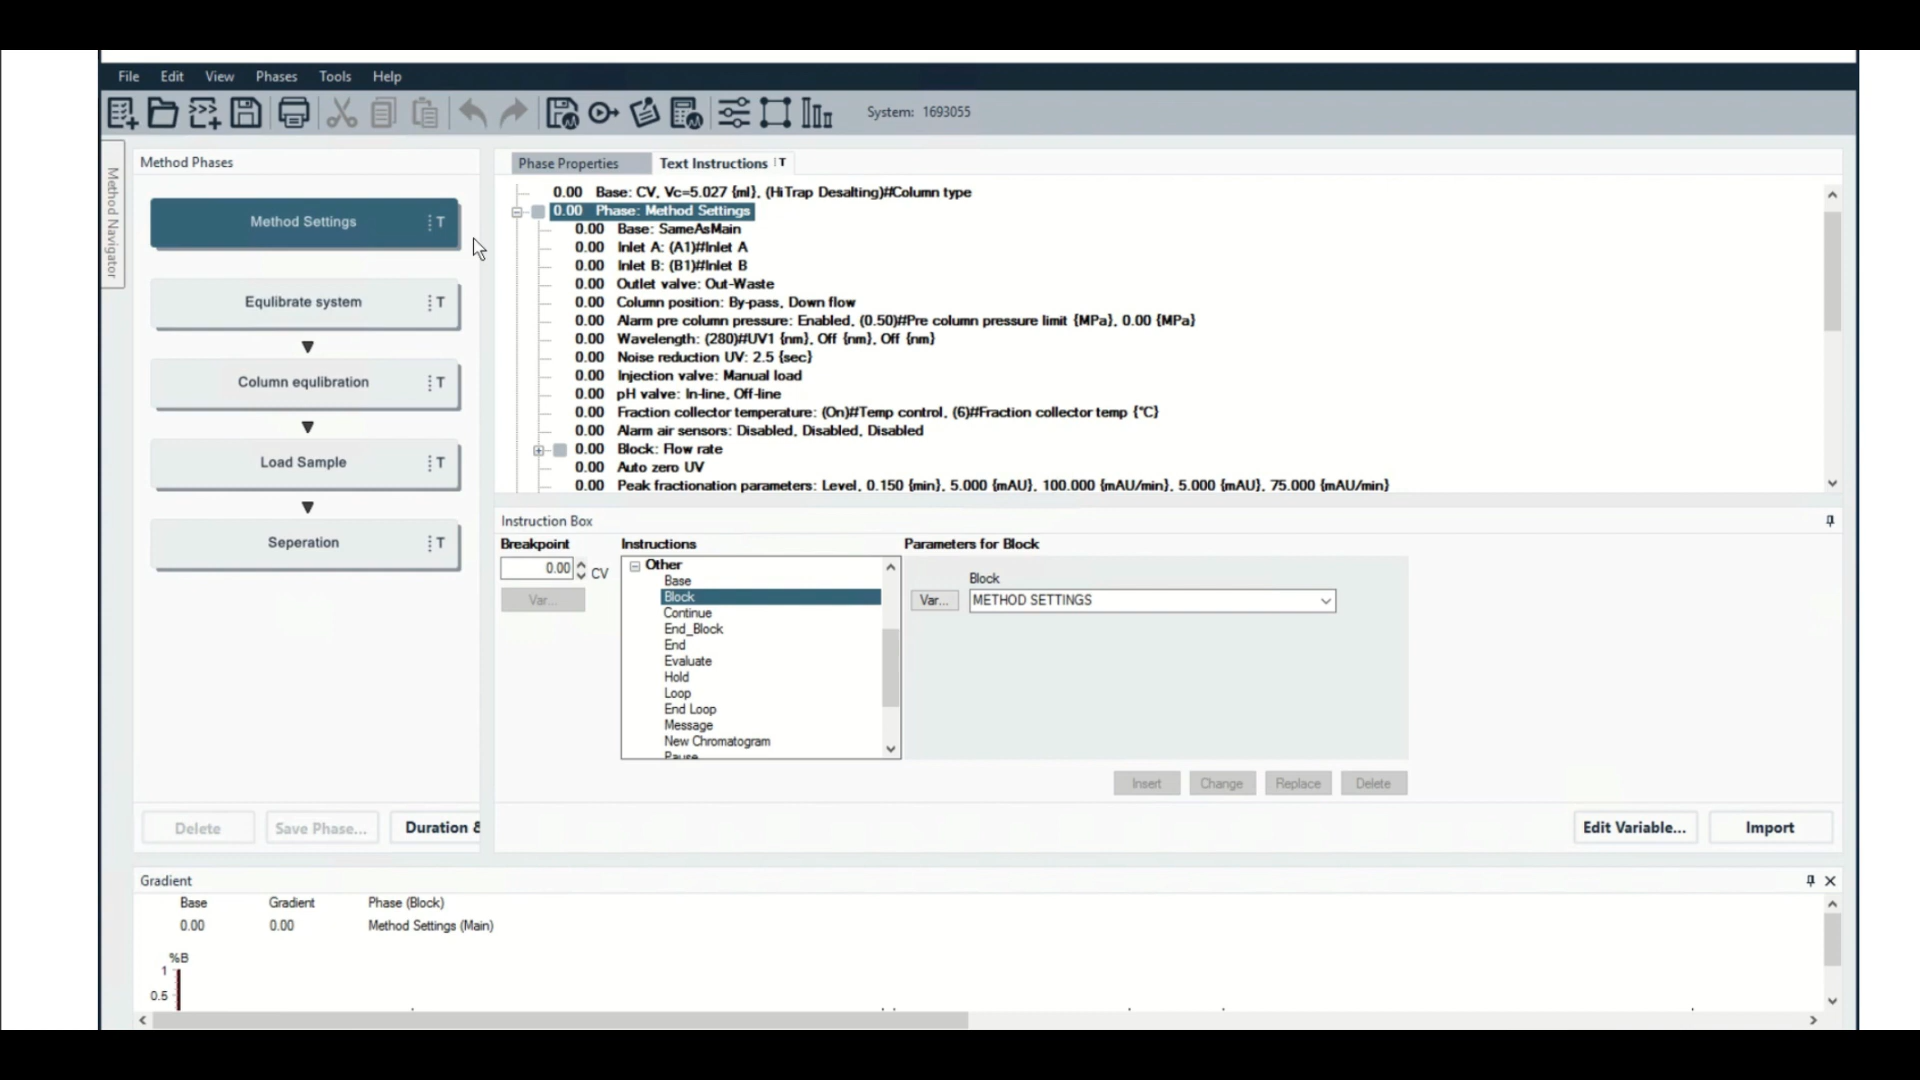 File Edit View Phases Tools Help
System: 1693055
Method Navigator
Method Phases
Method Settings T
Equlibrate system T
Column equlibration T
Load Sample T
Seperation T
Delete Save Phase... Duration &
Phase Properties Text Instructions T
0.00 Base: CV, Vc=5.027 {ml}, (HiTrap Desalting)#Column type
0.00 Phase: Method Settings
0.00 Base: SameAsMain
0.00 Inlet A: (A1)#Inlet A
0.00 Inlet B: (B1)#Inlet B
0.00 Outlet valve: Out-Waste
0.00 Column position: By-pass, Down flow
0.00 Alarm pre column pressure: Enabled, (0.50)#Pre column pressure limit {MPa}, 0.00 {MPa}
0.00 Wavelength: (280)#UV1 {nm}, Off {nm}, Off {nm}
0.00 Noise reduction UV: 2.5 {sec}
0.00 Injection valve: Manual load
0.00 pH valve: In-line, Off-line
0.00 Fraction collector temperature: (On)#Temp control, (6)#Fraction collector temp {°C}
0.00 Alarm air sensors: Disabled, Disabled, Disabled
0.00 Block: Flow rate
0.00 Auto zero UV
0.00 Peak fractionation parameters: Level, 0.150 {min}, 5.000 {mAU}, 100.000 {mAU/min}, 5.000 {mAU}, 75.000 {mAU/min}
Instruction Box
Breakpoint
0.00 CV
Var...
Instructions
Other
Base
Block
Continue
End_Block
End
Evaluate
Hold
Loop
End Loop
Message
New Chromatogram
Pause
Parameters for Block
Block
Var... METHOD SETTINGS
Insert Change Replace Delete
Edit Variable... Import
Gradient
Base Gradient Phase (Block)
0.00 0.00 Method Settings (Main)
%B
1
0.5